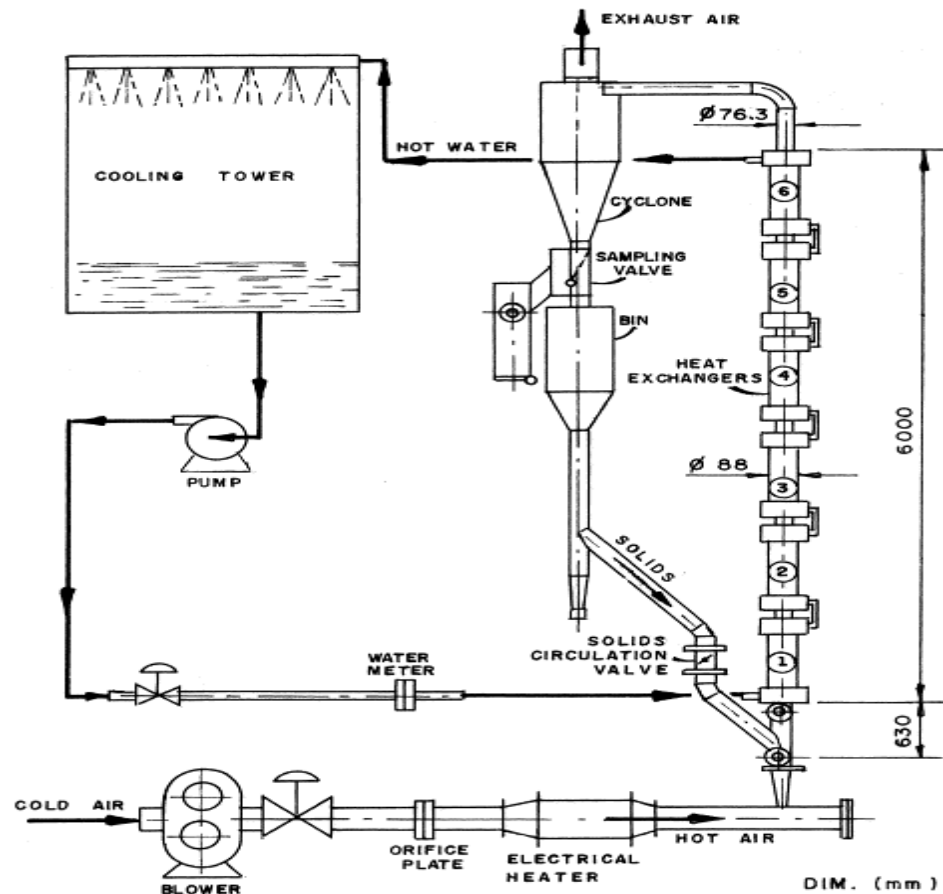 EXHAUST AIR
Ø 76.3
HOT WATER
COOLING TOWER
CYCLONE
SAMPLING
VALVE
BIN
HEAT
EXCHANGERS
6
5
4
3
2
1
6000
Ø 88
PUMP
SOLIDS
SOLIDS
CIRCULATION
VALVE
WATER
METER
630
COLD AIR
HOT AIR
ORIFICE
PLATE
ELECTRICAL
HEATER
BLOWER
DIM. (mm)